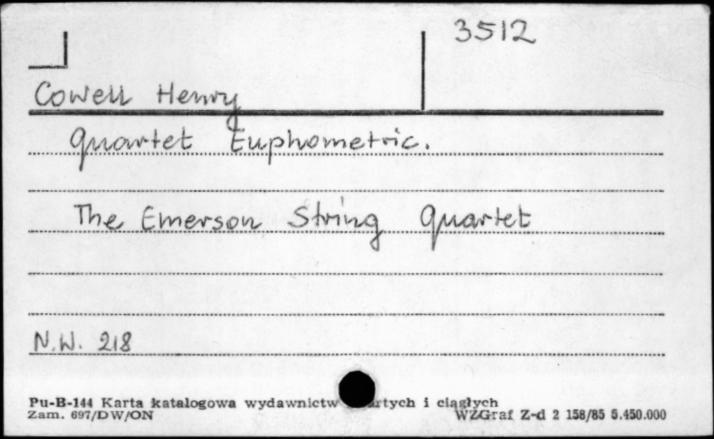 3512
Cowell Henry
Quartet Euphometric.
The Emerson String Quartet
N.W. 218
Pu-B-144 Karta katalogowa wydawnictw rtych i ciągłych
Zam. 697/DW/ON WZGraf Z-d 2 158/85 5.450.000